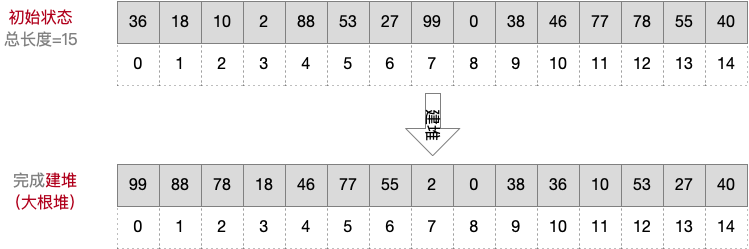 初始状态
总长度=15
36 18 10 2 88 53 27 99 0 38 46 77 78 55 40
0 1 2 3 4 5 6 7 8 9 10 11 12 13 14
建堆
完成建堆
(大根堆)
99 88 78 18 46 77 55 2 0 38 36 10 53 27 40
0 1 2 3 4 5 6 7 8 9 10 11 12 13 14